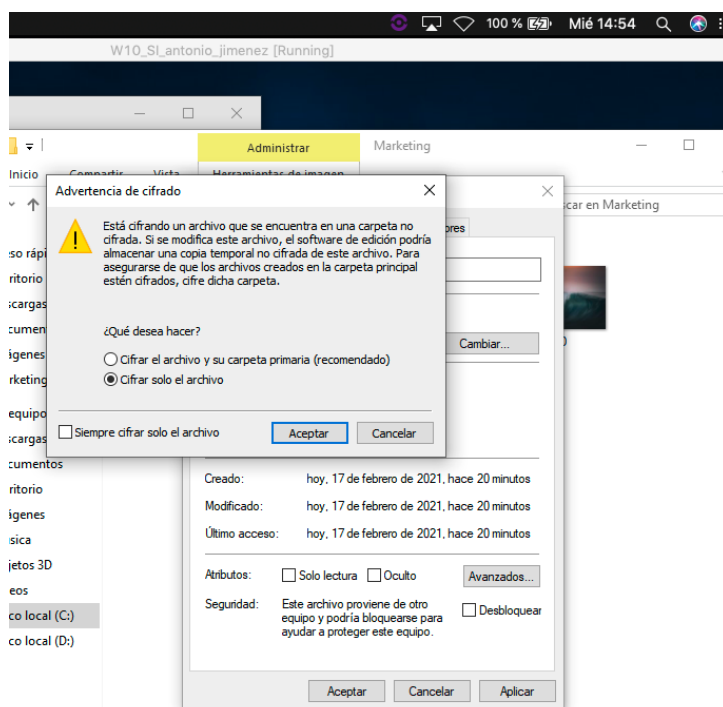 100 % Mié 14:54
W10_SI_antonio_jimenez [Running]
Administrar Marketing
Inicio Compartir Vista Herramientas de imagen
Advertencia de cifrado
Está cifrando un archivo que se encuentra en una carpeta no
cifrada. Si se modifica este archivo, el software de edición podría
almacenar una copia temporal no cifrada de este archivo. Para
asegurarse de que los archivos creados en la carpeta principal
estén cifrados, cifre dicha carpeta.
¿Qué desea hacer?
Cifrar el archivo y su carpeta primaria (recomendado)
Cifrar solo el archivo
Siempre cifrar solo el archivo
Aceptar Cancelar
ores
car en Marketing
Cambiar...
so rápi
ritorio
cargas
cumen
ágenes
rketing
equipo
cargas
cumentos
ritorio
ágenes
sica
jetos 3D
eos
co local (C:)
co local (D:)
Creado: hoy, 17 de febrero de 2021, hace 20 minutos
Modificado: hoy, 17 de febrero de 2021, hace 20 minutos
Último acceso: hoy, 17 de febrero de 2021, hace 20 minutos
Atributos: Solo lectura Oculto Avanzados...
Seguridad: Este archivo proviene de otro
equipo y podría bloquearse para
ayudar a proteger este equipo.
Desbloquear
Aceptar Cancelar Aplicar